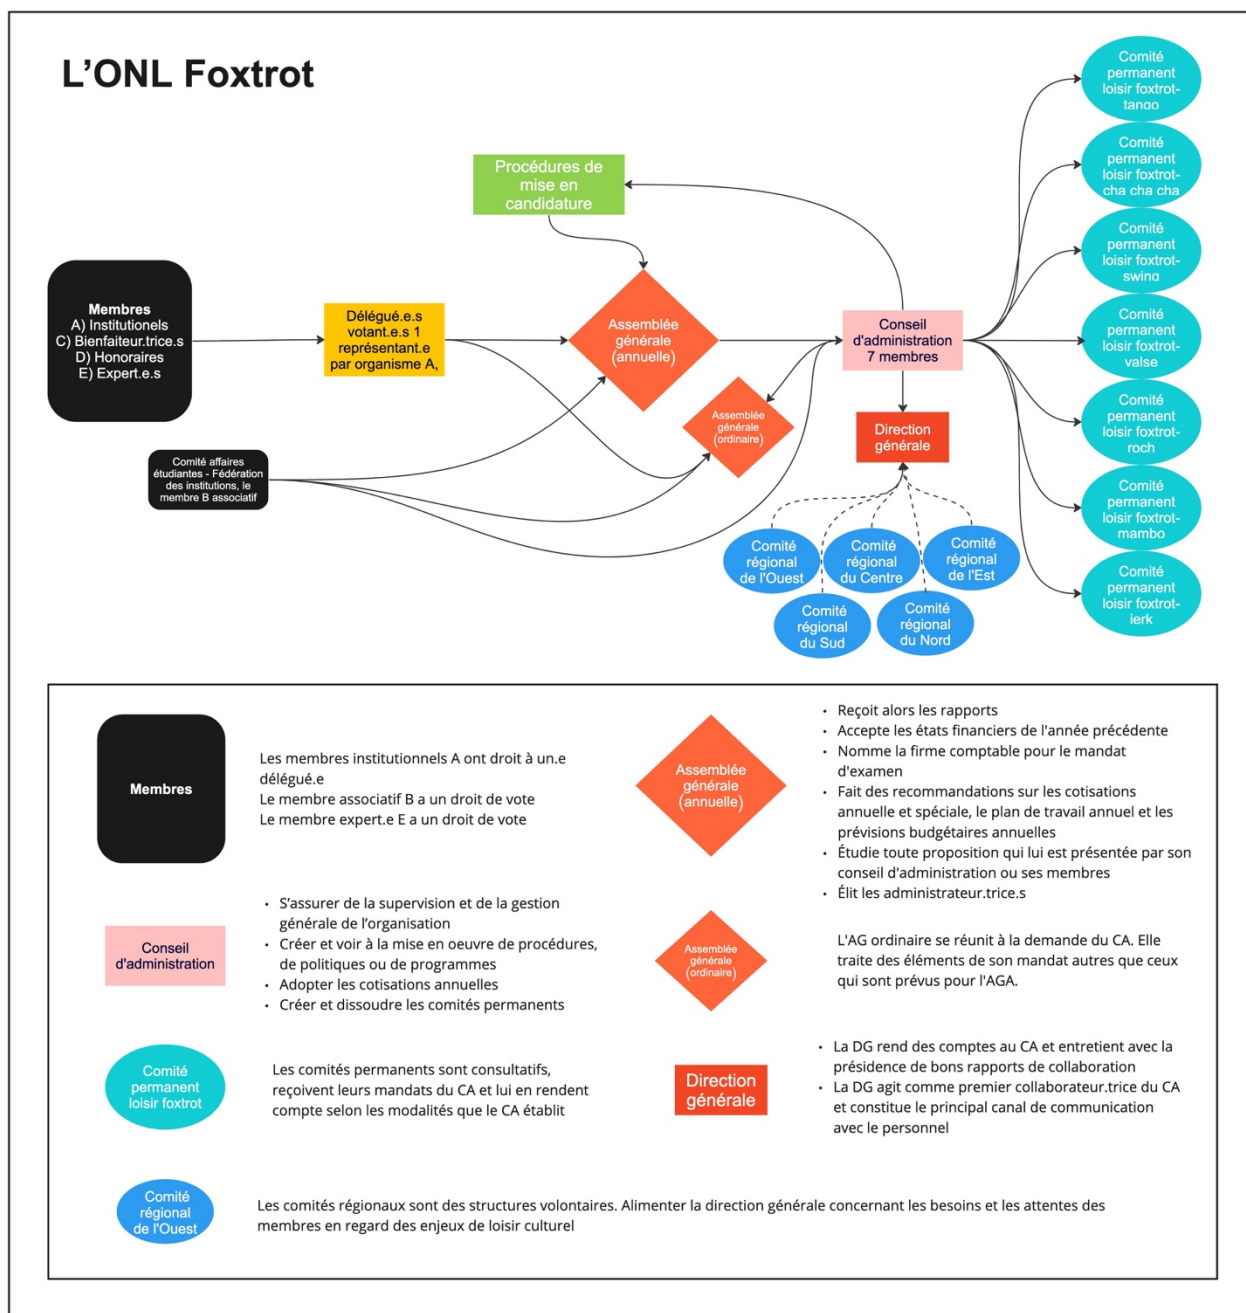 L'ONL Foxtrot
Procédures de
mise en
candidature
Membres
A) Institutionels
C) Bienfaiteur.trice.s
D) Honoraires
E) Expert.e.s
Délégué.e.s
votant.e.s 1
représentant.e
par organisme A,
Assemblée
générale
(annuelle)
Assemblée
générale
(ordinaire)
Conseil
d'administration
7 membres
Direction
générale
Comité affaires
étudiantes - Fédération
des institutions, le
membre B associatif
Comité
régional
de l'Ouest
Comité
régional
du Centre
Comité
régional
de l'Est
Comité
régional
du Sud
Comité
régional
du Nord
Comité
permanent
loisir foxtrot-
tango
Comité
permanent
loisir foxtrot-
cha cha cha
Comité
permanent
loisir foxtrot-
swing
Comité
permanent
loisir foxtrot-
valse
Comité
permanent
loisir foxtrot-
roch
Comité
permanent
loisir foxtrot-
mambo
Comité
permanent
loisir foxtrot-
jerk
Membres
Les membres institutionnels A ont droit à un.e
délégué.e
Le membre associatif B a un droit de vote
Le membre expert.e E a un droit de vote
Assemblée
générale
(annuelle)
• Reçoit alors les rapports
• Accepte les états financiers de l'année précédente
• Nomme la firme comptable pour le mandat
d'examen
• Fait des recommandations sur les cotisations
annuelle et spéciale, le plan de travail annuel et les
prévisions budgétaires annuelles
• Étudie toute proposition qui lui est présentée par son
conseil d'administration ou ses membres
• Élit les administrateur.trice.s
Conseil
d'administration
• S'assurer de la supervision et de la gestion
générale de l'organisation
• Créer et voir à la mise en oeuvre de procédures,
de politiques ou de programmes
• Adopter les cotisations annuelles
• Créer et dissoudre les comités permanents
Assemblée
générale
(ordinaire)
L'AG ordinaire se réunit à la demande du CA. Elle
traite des éléments de son mandat autres que ceux
qui sont prévus pour l'AGA.
Comité
permanent
loisir foxtrot
Les comités permanents sont consultatifs,
reçoivent leurs mandats du CA et lui en rendent
compte selon les modalités que le CA établit
Direction
générale
• La DG rend des comptes au CA et entretient avec la
présidence de bons rapports de collaboration
• La DG agit comme premier collaborateur.trice du CA
et constitue le principal canal de communication
avec le personnel
Comité
régional
de l'Ouest
Les comités régionaux sont des structures volontaires. Alimenter la direction générale concernant les besoins et les attentes des
membres en regard des enjeux de loisir culturel